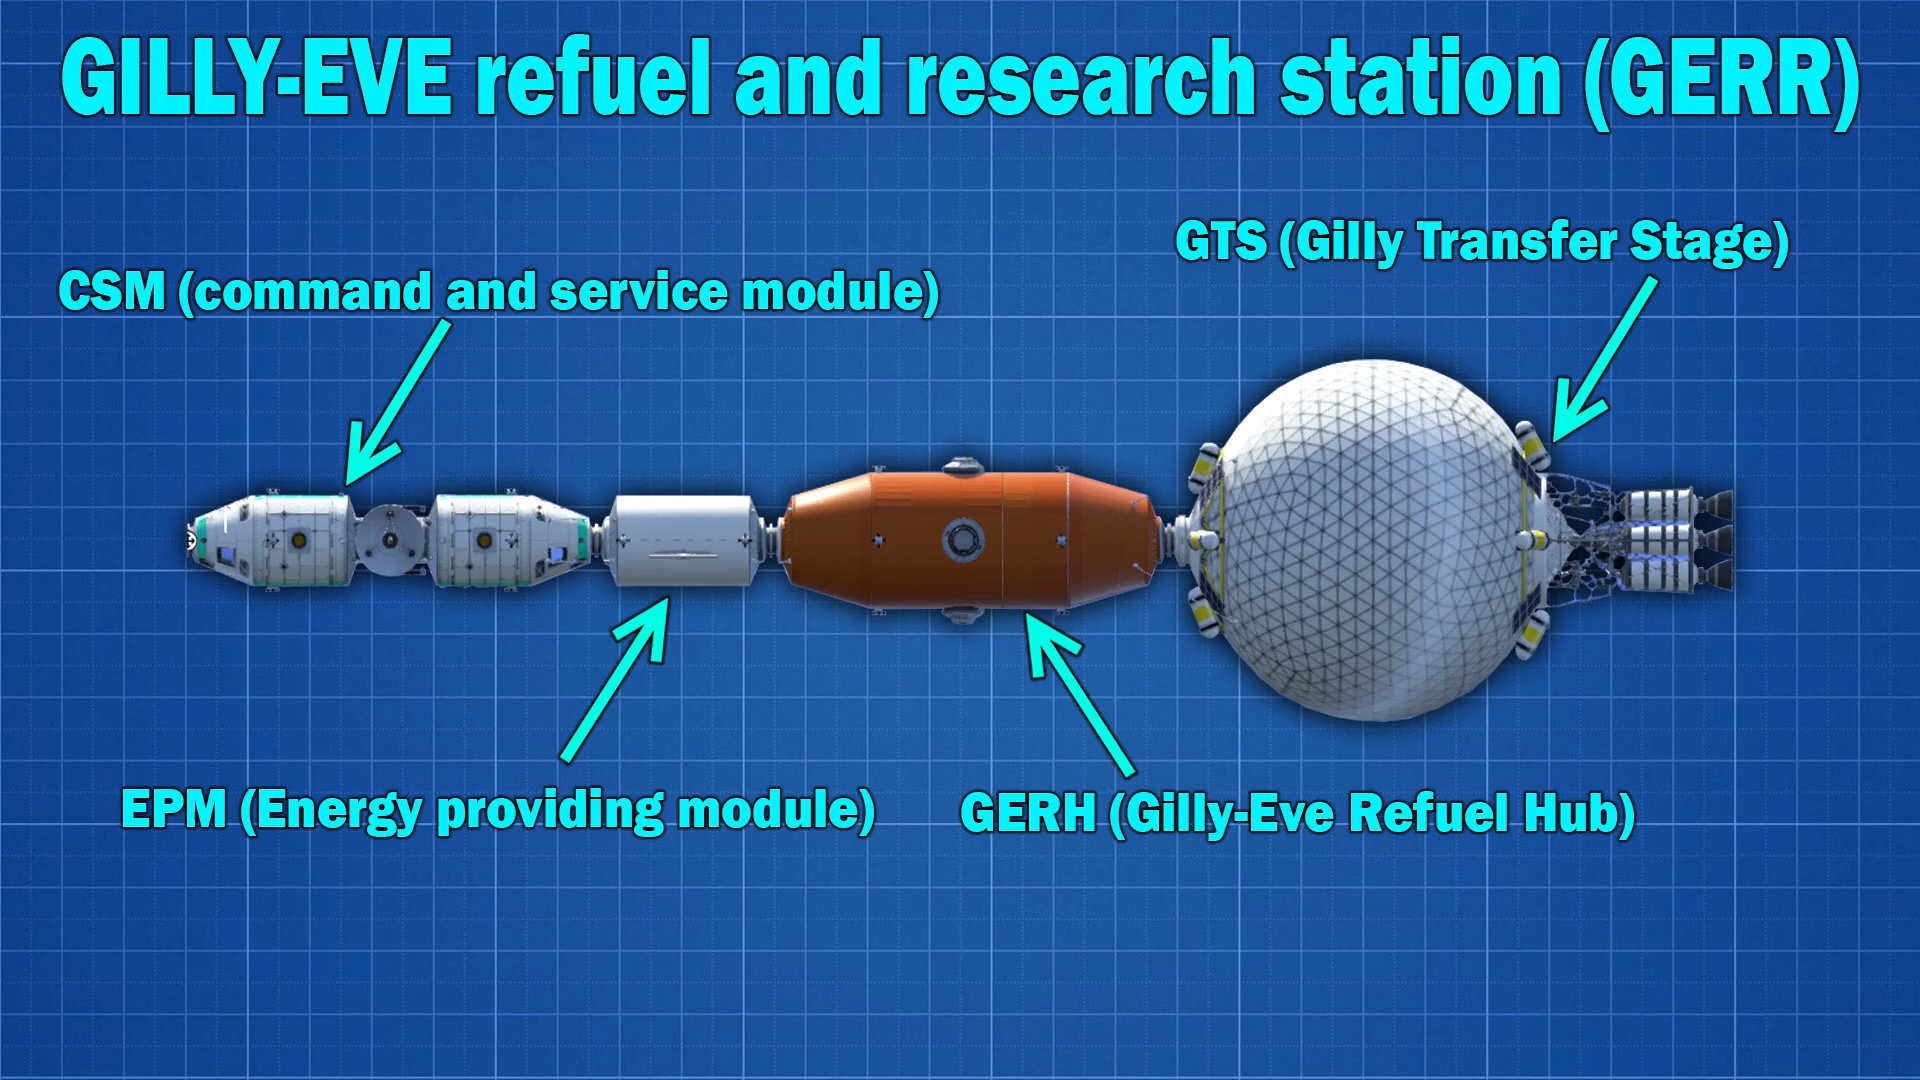 GILLY-EVE refuel and research station (GERR)
GTS (Gilly Transfer Stage)
CSM (command and service module)
EPM (Energy providing module)
GERH (Gilly-Eve Refuel Hub)